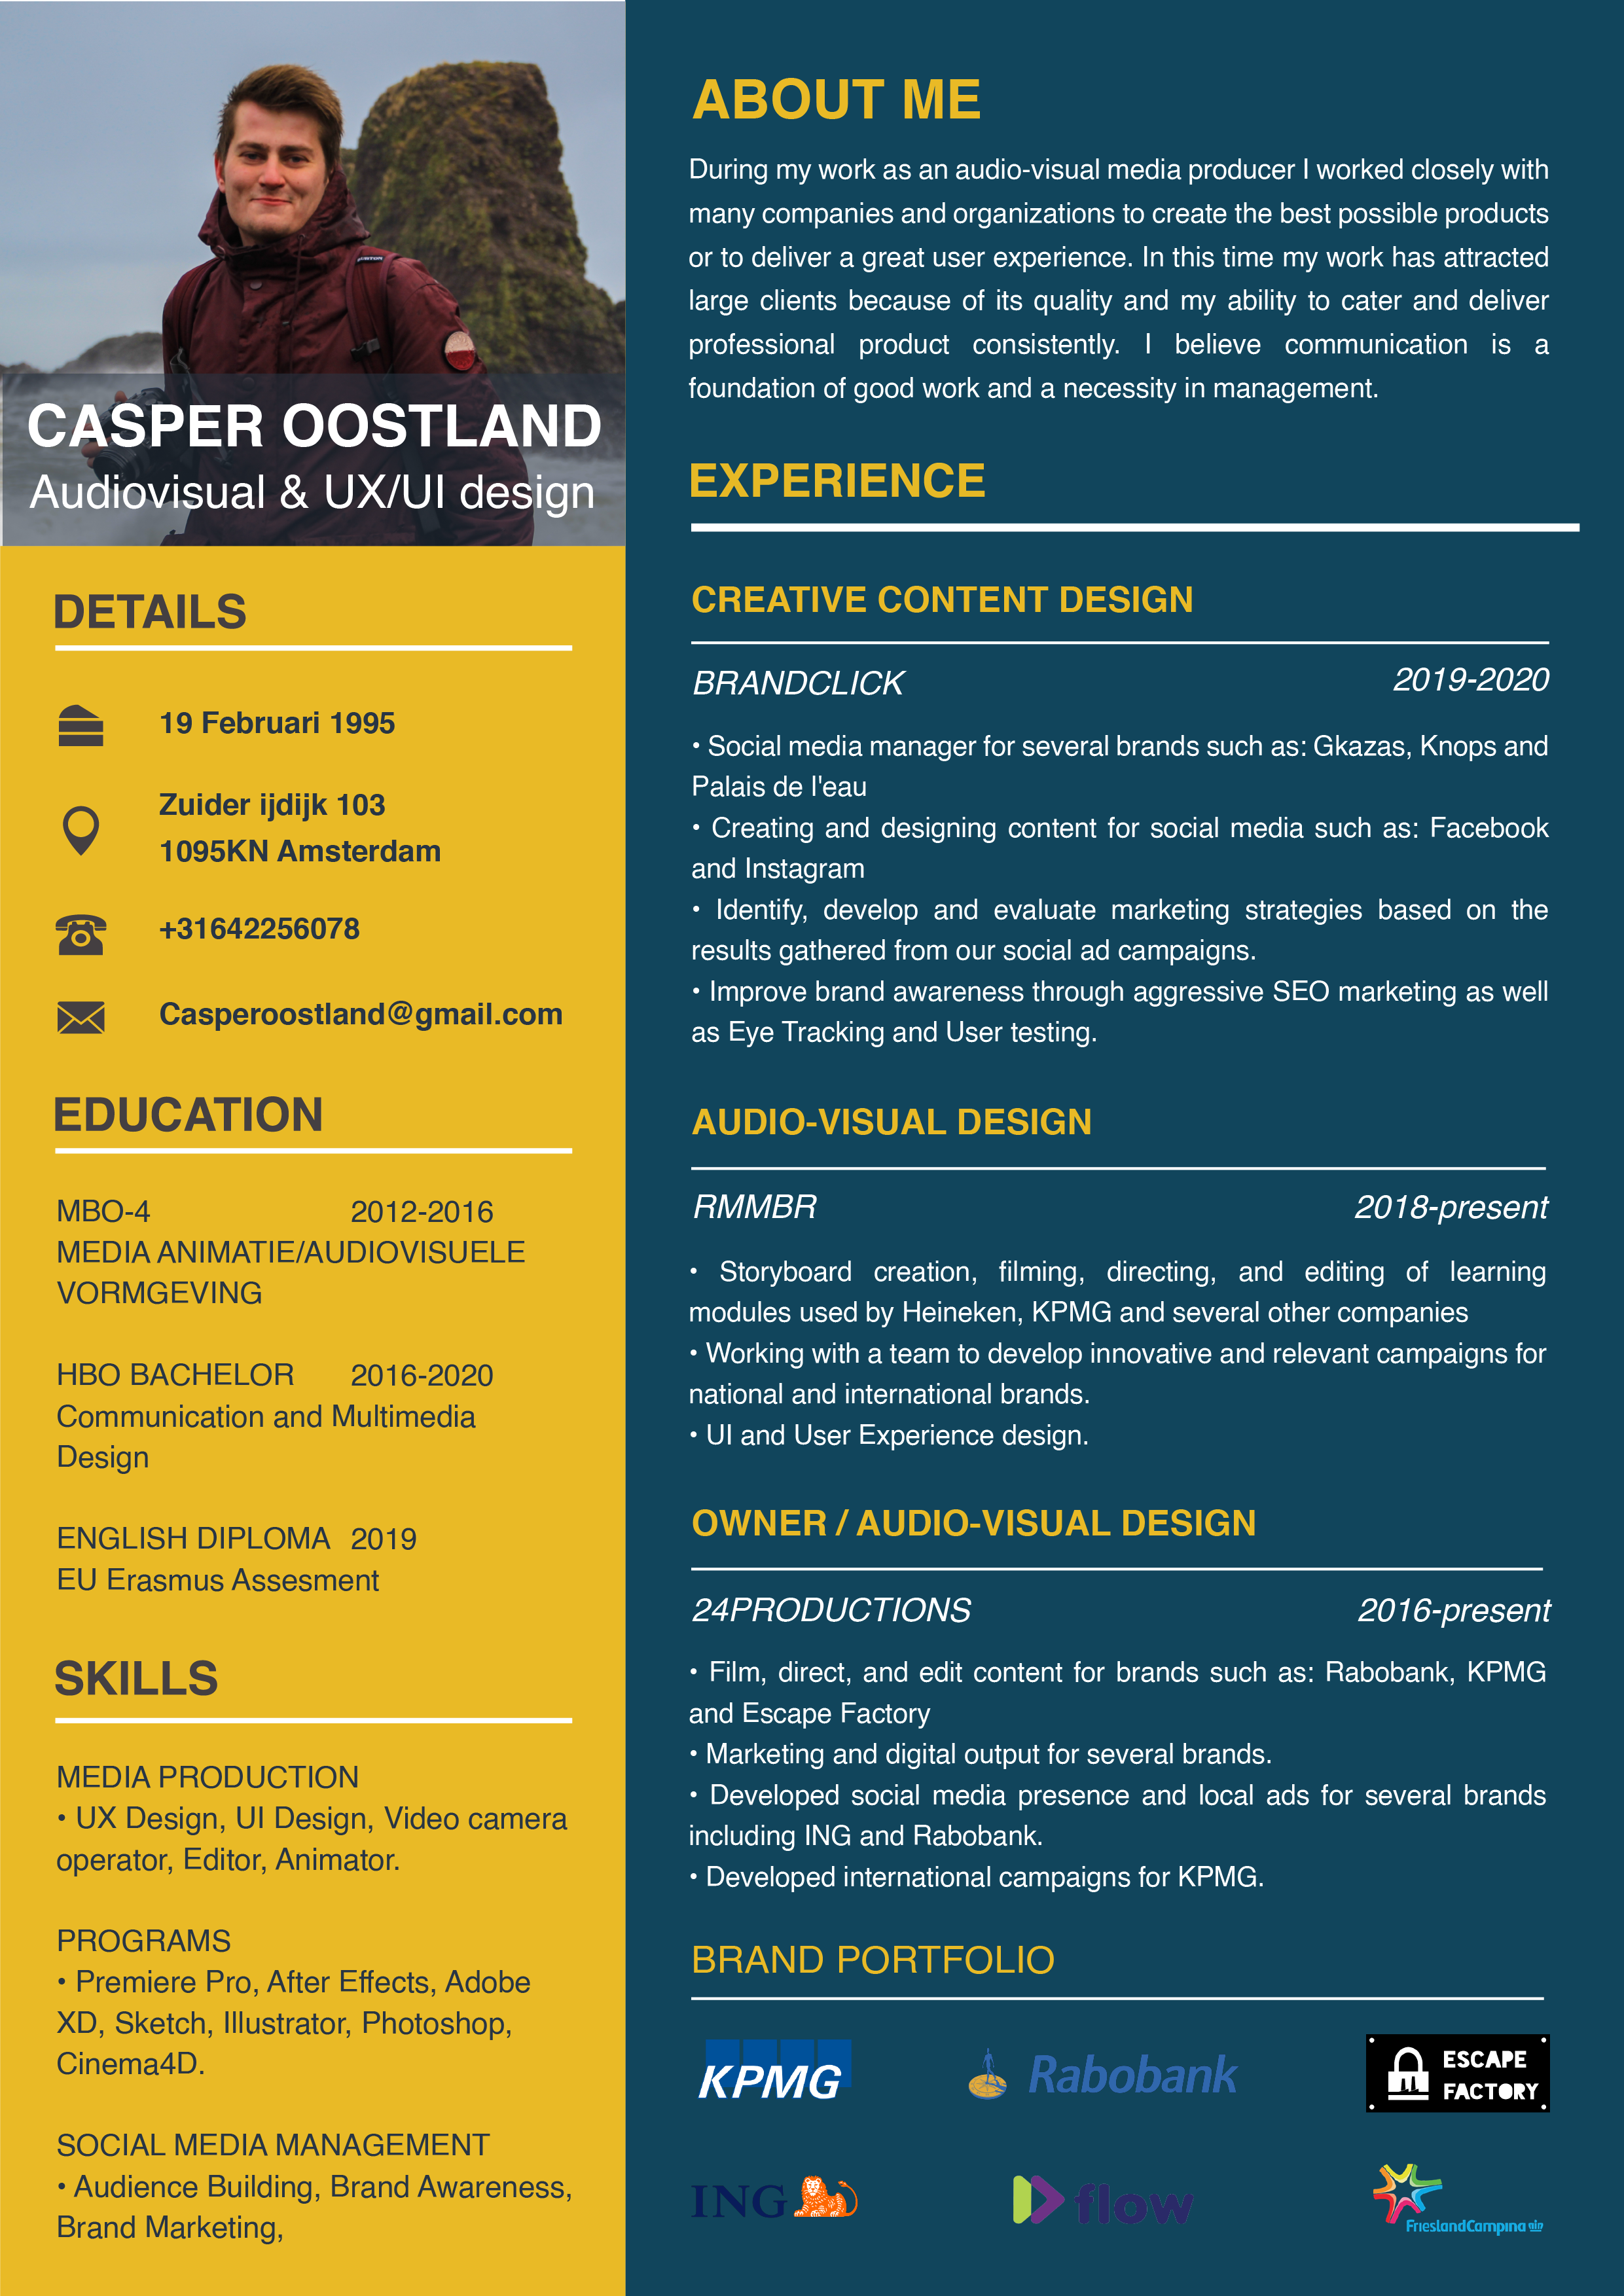 CASPER OOSTLAND
Audiovisual & UX/UI design
DETAILS
19 Februari 1995
Zuider ijdijk 103
1095KN Amsterdam
+31642256078
Casperoostland@gmail.com
EDUCATION
MBO-4 2012-2016
MEDIA ANIMATIE/AUDIOVISUELE
VORMGEVING
HBO BACHELOR 2016-2020
Communication and Multimedia
Design
ENGLISH DIPLOMA 2019
EU Erasmus Assesment
SKILLS
MEDIA PRODUCTION
• UX Design, UI Design, Video camera
operator, Editor, Animator.
PROGRAMS
• Premiere Pro, After Effects, Adobe
XD, Sketch, Illustrator, Photoshop,
Cinema4D.
SOCIAL MEDIA MANAGEMENT
• Audience Building, Brand Awareness,
Brand Marketing,
ABOUT ME
During my work as an audio-visual media producer I worked closely with
many companies and organizations to create the best possible products
or to deliver a great user experience. In this time my work has attracted
large clients because of its quality and my ability to cater and deliver
professional product consistently. I believe communication is a
foundation of good work and a necessity in management.
EXPERIENCE
CREATIVE CONTENT DESIGN
BRANDCLICK 2019-2020
• Social media manager for several brands such as: Gkazas, Knops and
Palais de l'eau
• Creating and designing content for social media such as: Facebook
and Instagram
• Identify, develop and evaluate marketing strategies based on the
results gathered from our social ad campaigns.
• Improve brand awareness through aggressive SEO marketing as well
as Eye Tracking and User testing.
AUDIO-VISUAL DESIGN
RMMBR 2018-present
• Storyboard creation, filming, directing, and editing of learning
modules used by Heineken, KPMG and several other companies
• Working with a team to develop innovative and relevant campaigns for
national and international brands.
• UI and User Experience design.
OWNER / AUDIO-VISUAL DESIGN
24PRODUCTIONS 2016-present
• Film, direct, and edit content for brands such as: Rabobank, KPMG
and Escape Factory
• Marketing and digital output for several brands.
• Developed social media presence and local ads for several brands
including ING and Rabobank.
• Developed international campaigns for KPMG.
BRAND PORTFOLIO
KPMG
Rabobank
ESCAPE
FACTORY
ING
flow
FrieslandCampina
BURTON